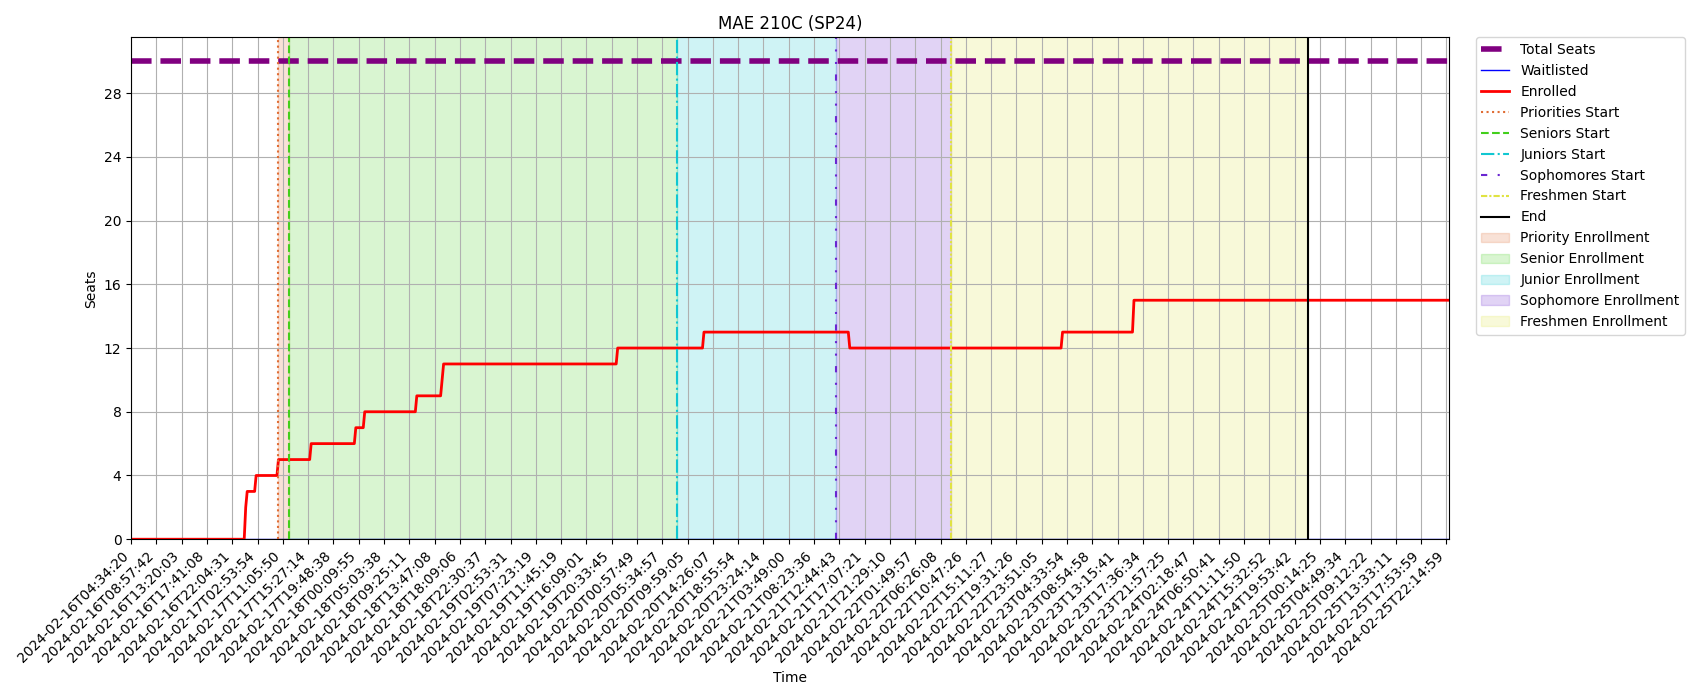 MAE 210C (SP24)
Seats
28
24
20
16
12
8
4
0
2024-02-16T04:34:20
2024-02-16T08:57:42
2024-02-16T13:20:03
2024-02-16T17:41:08
2024-02-16T22:04:31
2024-02-17T02:53:54
2024-02-17T11:05:50
2024-02-17T15:27:14
2024-02-17T19:48:38
2024-02-18T00:09:55
2024-02-18T05:03:38
2024-02-18T09:25:11
2024-02-18T13:47:08
2024-02-18T18:09:06
2024-02-18T22:30:37
2024-02-19T02:53:31
2024-02-19T07:23:19
2024-02-19T11:45:19
2024-02-19T16:09:01
2024-02-19T20:33:45
2024-02-20T00:57:49
2024-02-20T05:34:57
2024-02-20T09:59:05
2024-02-20T14:26:07
2024-02-20T18:55:54
2024-02-20T23:24:14
2024-02-21T03:49:00
2024-02-21T08:23:36
2024-02-21T12:44:43
2024-02-21T17:07:21
2024-02-21T21:29:10
2024-02-22T01:49:57
2024-02-22T06:26:08
2024-02-22T10:47:26
2024-02-22T15:11:27
2024-02-22T19:31:26
2024-02-22T23:51:05
2024-02-23T04:33:54
2024-02-23T08:54:58
2024-02-23T13:15:41
2024-02-23T17:36:34
2024-02-23T21:57:25
2024-02-24T02:18:47
2024-02-24T06:50:41
2024-02-24T11:11:50
2024-02-24T15:32:52
2024-02-24T19:53:42
2024-02-25T00:14:25
2024-02-25T04:49:34
2024-02-25T09:12:22
2024-02-25T13:33:11
2024-02-25T17:53:59
2024-02-25T22:14:59
Time
Total Seats
Waitlisted
Enrolled
Priorities Start
Seniors Start
Juniors Start
Sophomores Start
Freshmen Start
End
Priority Enrollment
Senior Enrollment
Junior Enrollment
Sophomore Enrollment
Freshmen Enrollment